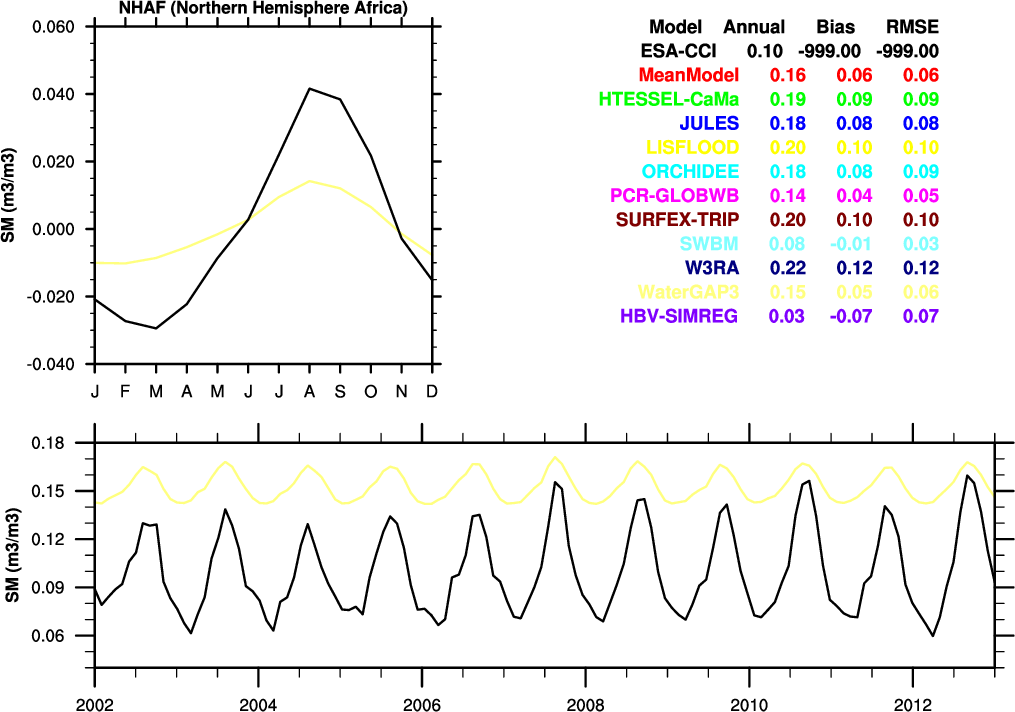 NHAF (Northern Hemisphere Africa)
0.060
0.040
0.020
0.000
-0.020
-0.040
SM (m3/m3)
J F M A M J J A S O N D
Model Annual Bias RMSE
ESA-CCI 0.10 -999.00 -999.00
MeanModel 0.16 0.06 0.06
HTESSEL-CaMa 0.19 0.09 0.09
JULES 0.18 0.08 0.08
LISFLOOD 0.20 0.10 0.10
ORCHIDEE 0.18 0.08 0.09
PCR-GLOBWB 0.14 0.04 0.05
SURFEX-TRIP 0.20 0.10 0.10
SWBM 0.08 -0.01 0.03
W3RA 0.22 0.12 0.12
WaterGAP3 0.15 0.05 0.06
HBV-SIMREG 0.03 -0.07 0.07
0.18
0.15
0.12
0.09
0.06
SM (m3/m3)
2002 2004 2006 2008 2010 2012